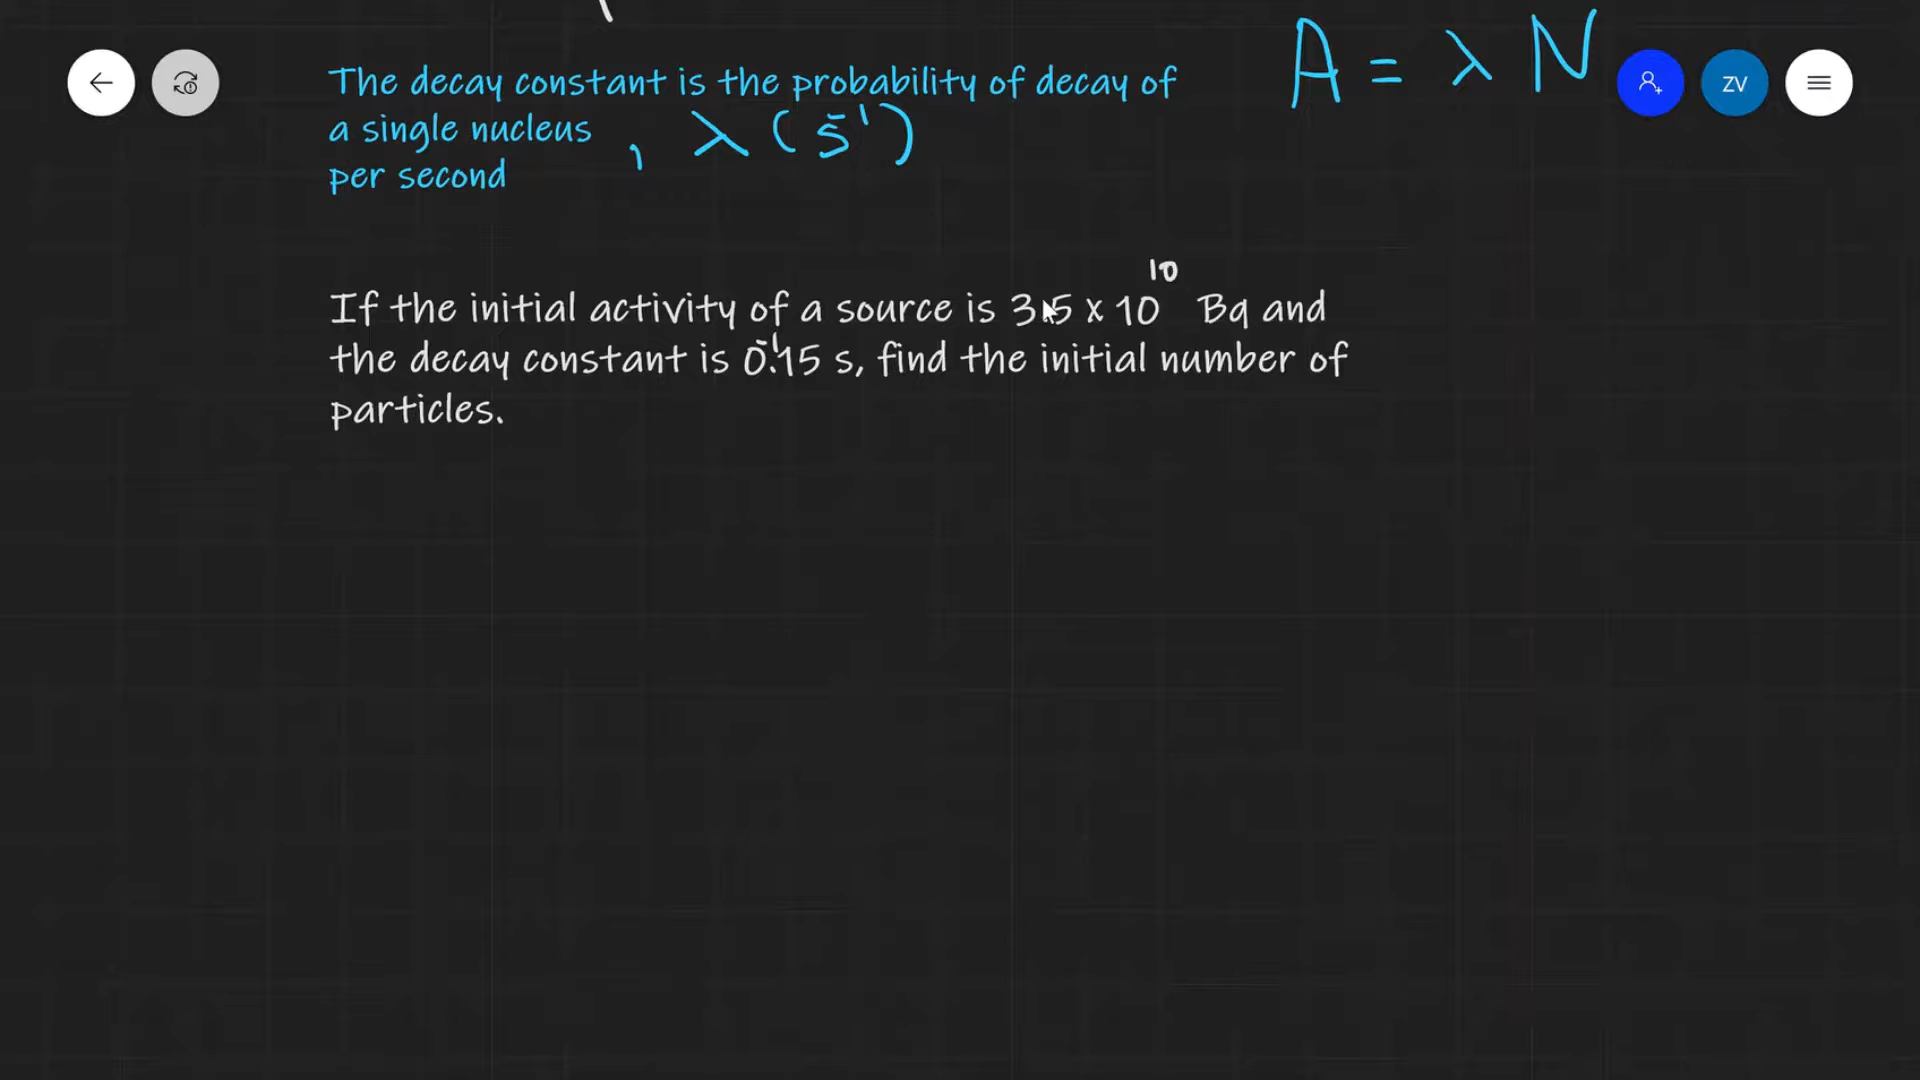 A = λ N
The decay constant is the probability of decay of
a single nucleus , λ ( s⁻¹ )
per second
ZV
10
If the initial activity of a source is 3.5 x 10 Bq and
-1
the decay constant is 0.15 s, find the initial number of
particles.